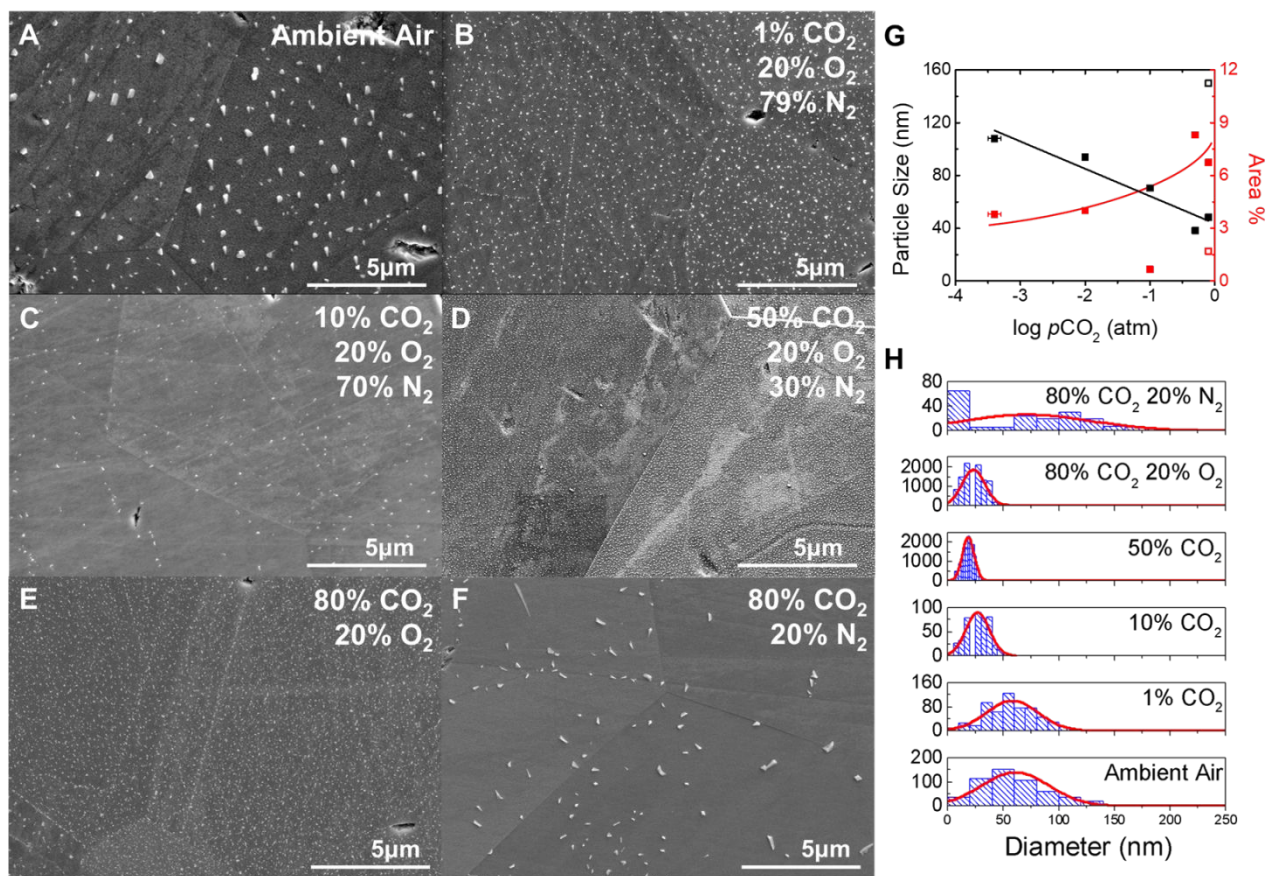 A
Ambient Air
5μm
B
1% CO₂
20% O₂
79% N₂
5μm
C
10% CO₂
20% O₂
70% N₂
5μm
D
50% CO₂
20% O₂
30% N₂
5μm
E
80% CO₂
20% O₂
5μm
F
80% CO₂
20% N₂
5μm
G
160
120
80
40
0
Particle Size (nm)
12
9
6
3
0
Area %
-4 -3 -2 -1 0
log pCO₂ (atm)
H
80
40
0
80% CO₂ 20% N₂
2000
1000
0
80% CO₂ 20% O₂
2000
1000
0
50% CO₂
100
50
0
10% CO₂
160
80
0
1% CO₂
200
100
0
Ambient Air
0 50 100 150 200 250
Diameter (nm)